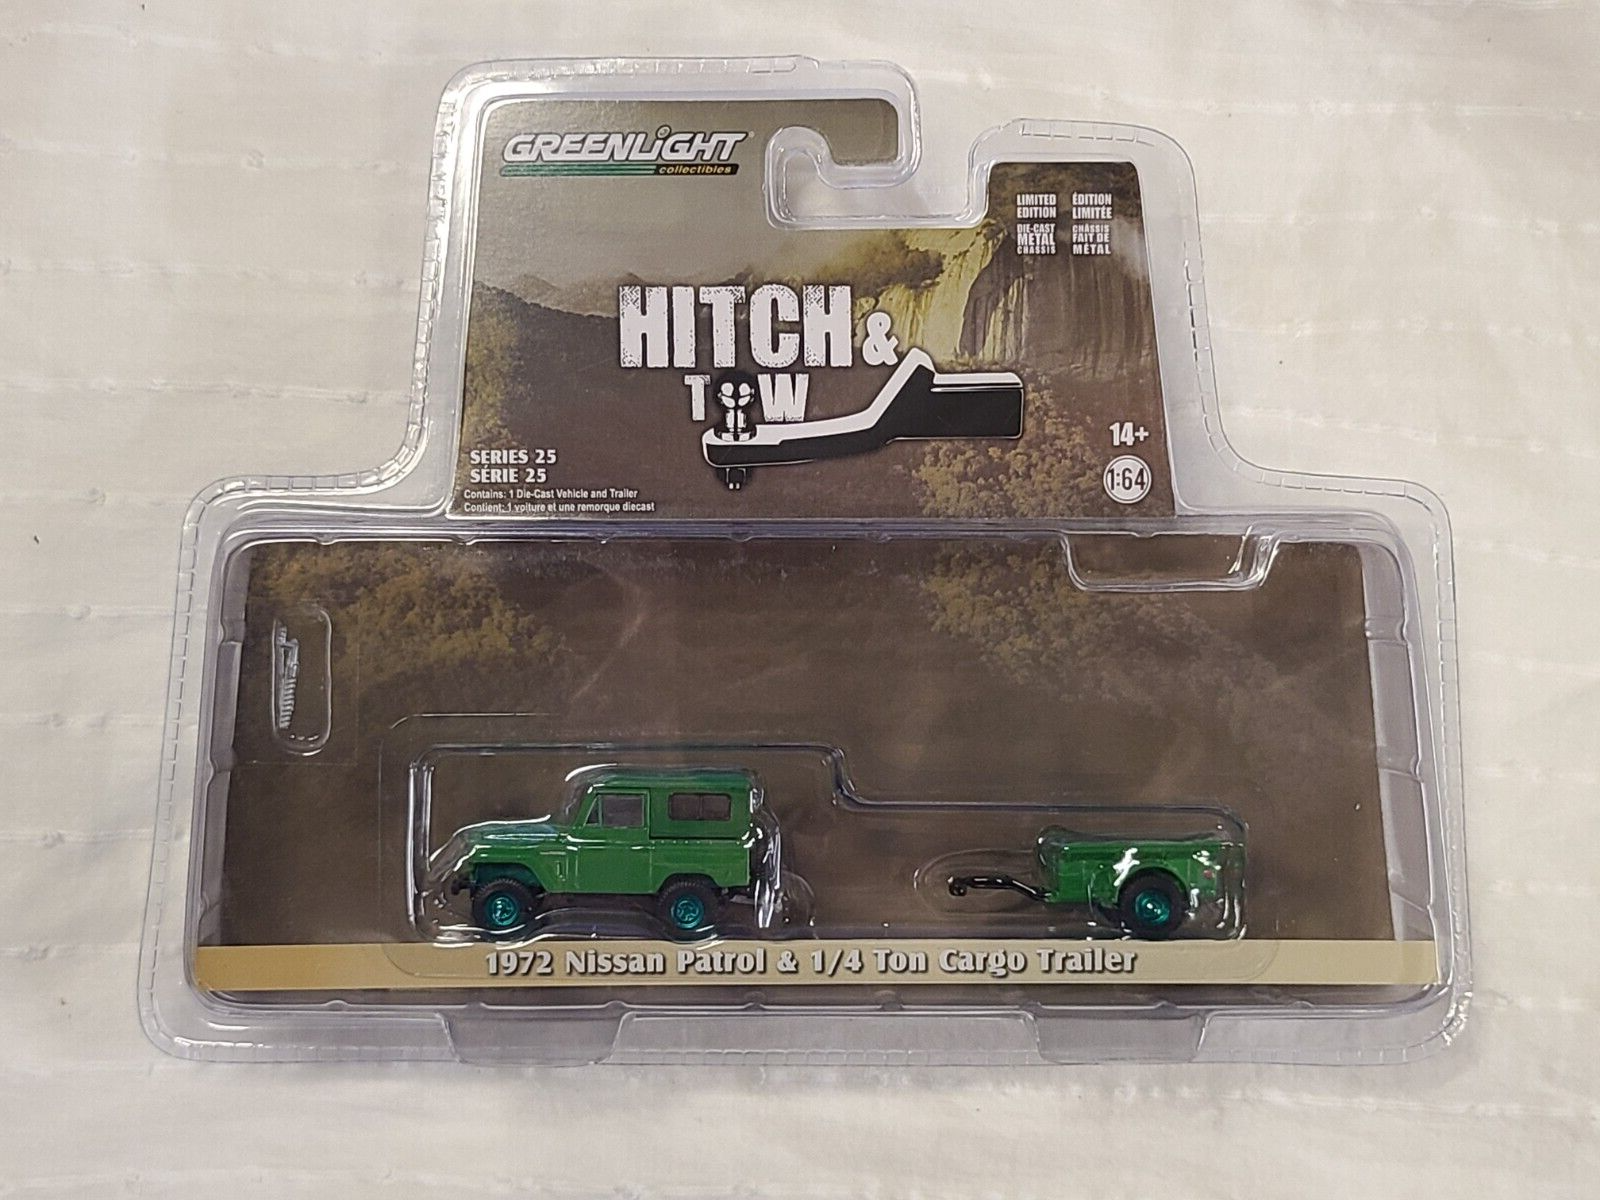 GREENLiGHT
collectibles
LIMITED EDITION
ÉDITION LIMITÉE
DIE-CAST METAL CHASSIS
CHÂSSIS FAIT DE MÉTAL
HITCH &
TOW
14+
1:64
SERIES 25
SÉRIE 25
Contains: 1 Die-Cast Vehicle and Trailer
Contient: 1 voiture et une remorque diecast
1972 Nissan Patrol & 1/4 Ton Cargo Trailer